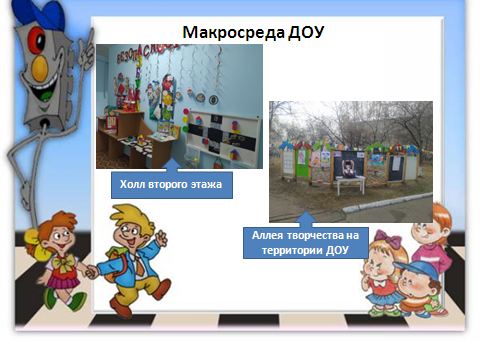 Макросреда ДОУ
Холл второго этажа
Аллея творчества на
территории ДОУ